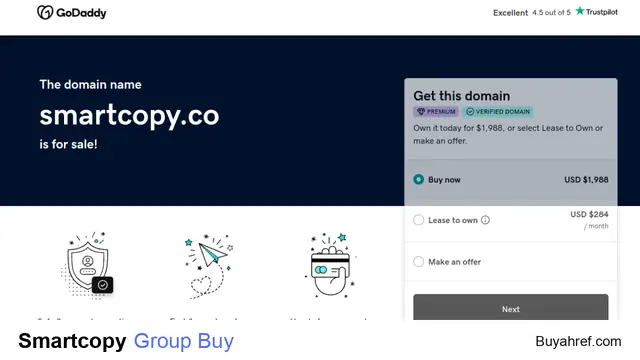 GoDaddy
Excellent 4.5 out of 5 Trustpilot
The domain name
smartcopy.co
is for sale!
Get this domain
PREMIUM VERIFIED DOMAIN
Own it today for $1,988, or select Lease to Own or
make an offer.
Buy now USD $1,988
Lease to own USD $284
/ month
Make an offer
Next
Smartcopy Group Buy
Buyahref.com